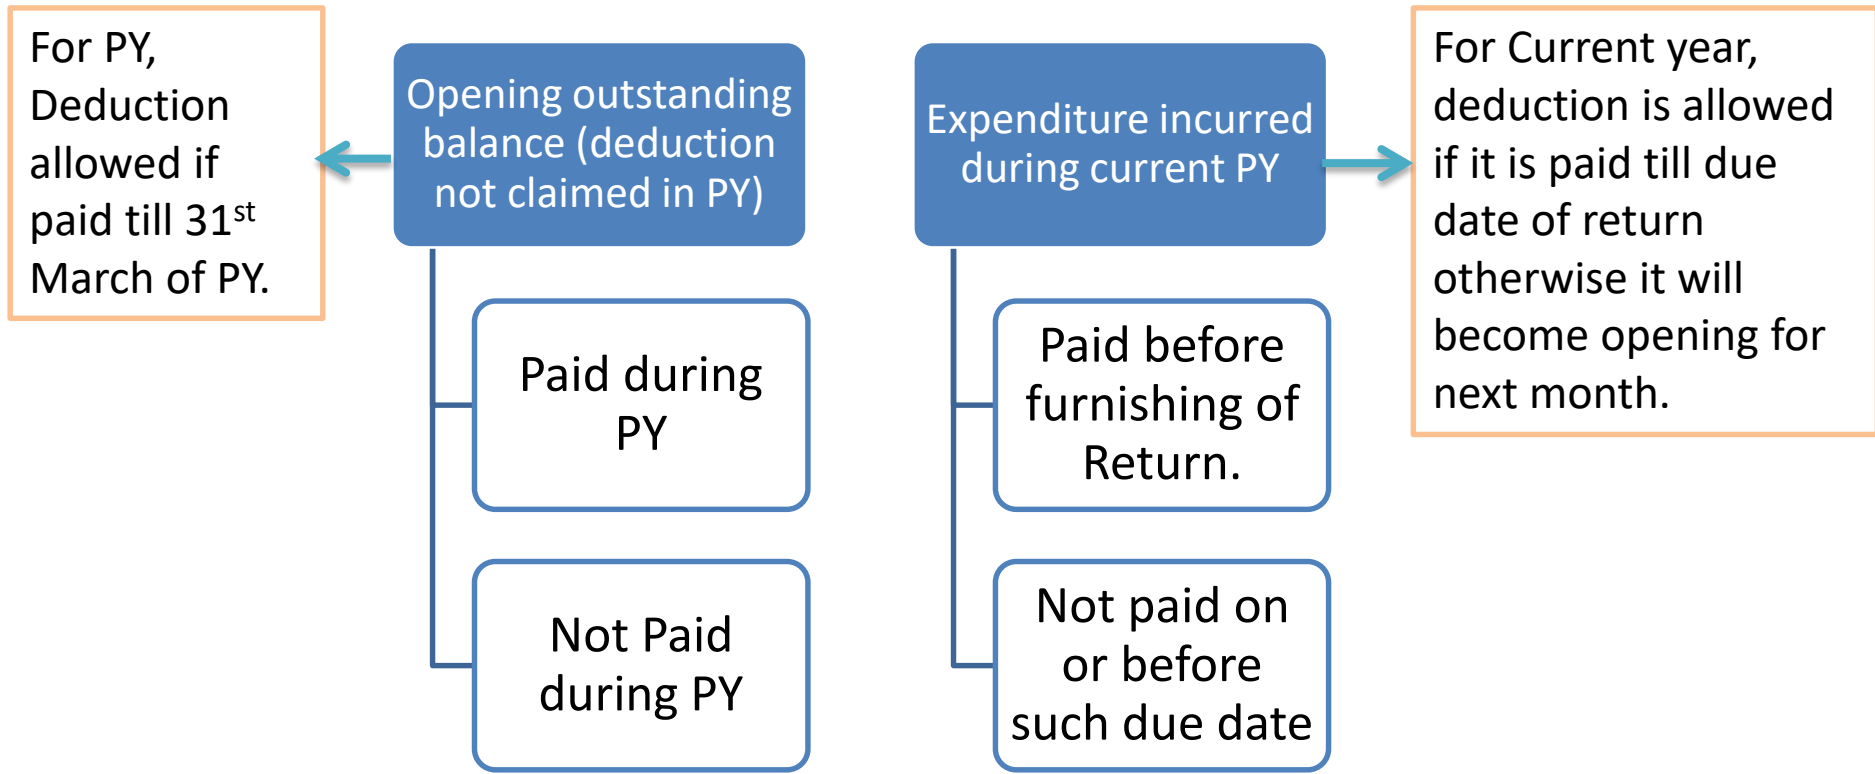 For PY,
Deduction
allowed if
paid till 31st
March of PY.
Opening outstanding
balance (deduction
not claimed in PY)
Paid during
PY
Not Paid
during PY
Expenditure incurred
during current PY
Paid before
furnishing of
Return.
Not paid on
or before
such due date
For Current year,
deduction is allowed
if it is paid till due
date of return
otherwise it will
become opening for
next month.